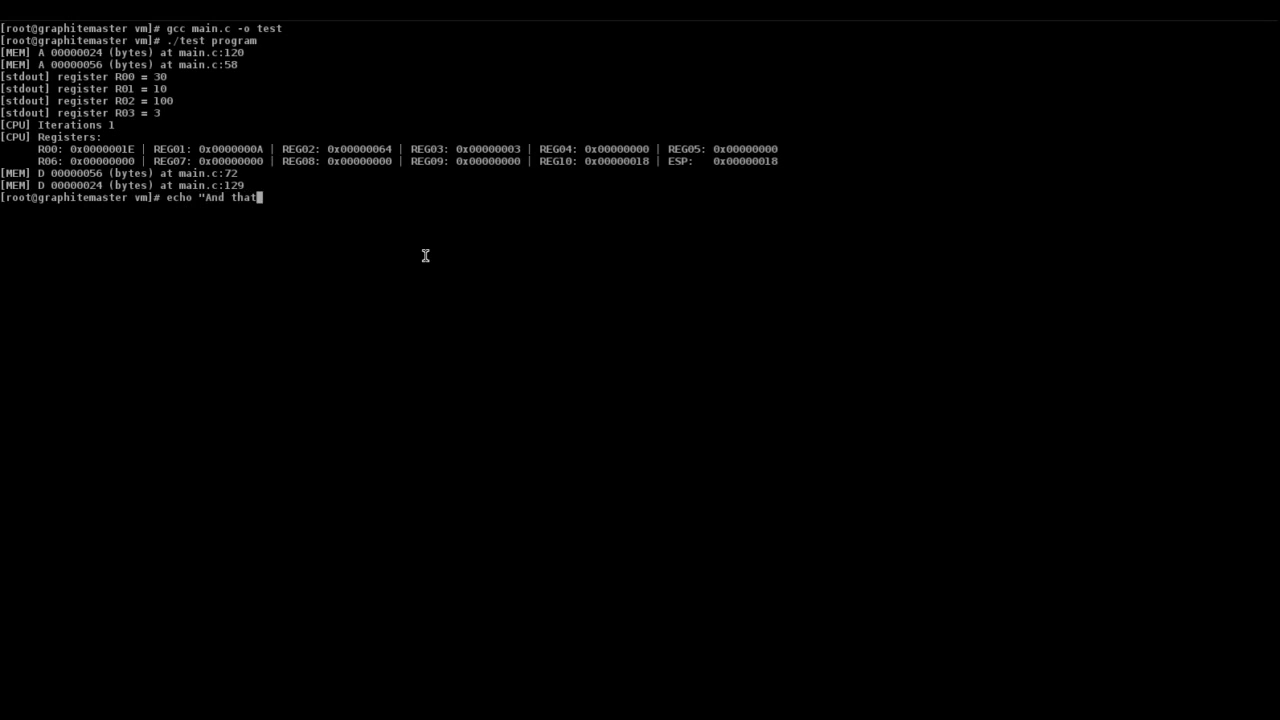 [root@graphitemaster vm]# gcc main.c -o test
[root@graphitemaster vm]# ./test program
[MEM] A 00000024 (bytes) at main.c:120
[MEM] A 00000056 (bytes) at main.c:58
[stdout] register R00 = 30
[stdout] register R01 = 10
[stdout] register R02 = 100
[stdout] register R03 = 3
[CPU] Iterations 1
[CPU] Registers:
R00: 0x0000001E | REG01: 0x0000000A | REG02: 0x00000064 | REG03: 0x00000003 | REG04: 0x00000000 | REG05: 0x00000000
R06: 0x00000000 | REG07: 0x00000000 | REG08: 0x00000000 | REG09: 0x00000000 | REG10: 0x00000018 | ESP: 0x00000018
[MEM] D 00000056 (bytes) at main.c:72
[MEM] D 00000024 (bytes) at main.c:129
[root@graphitemaster vm]# echo "And that